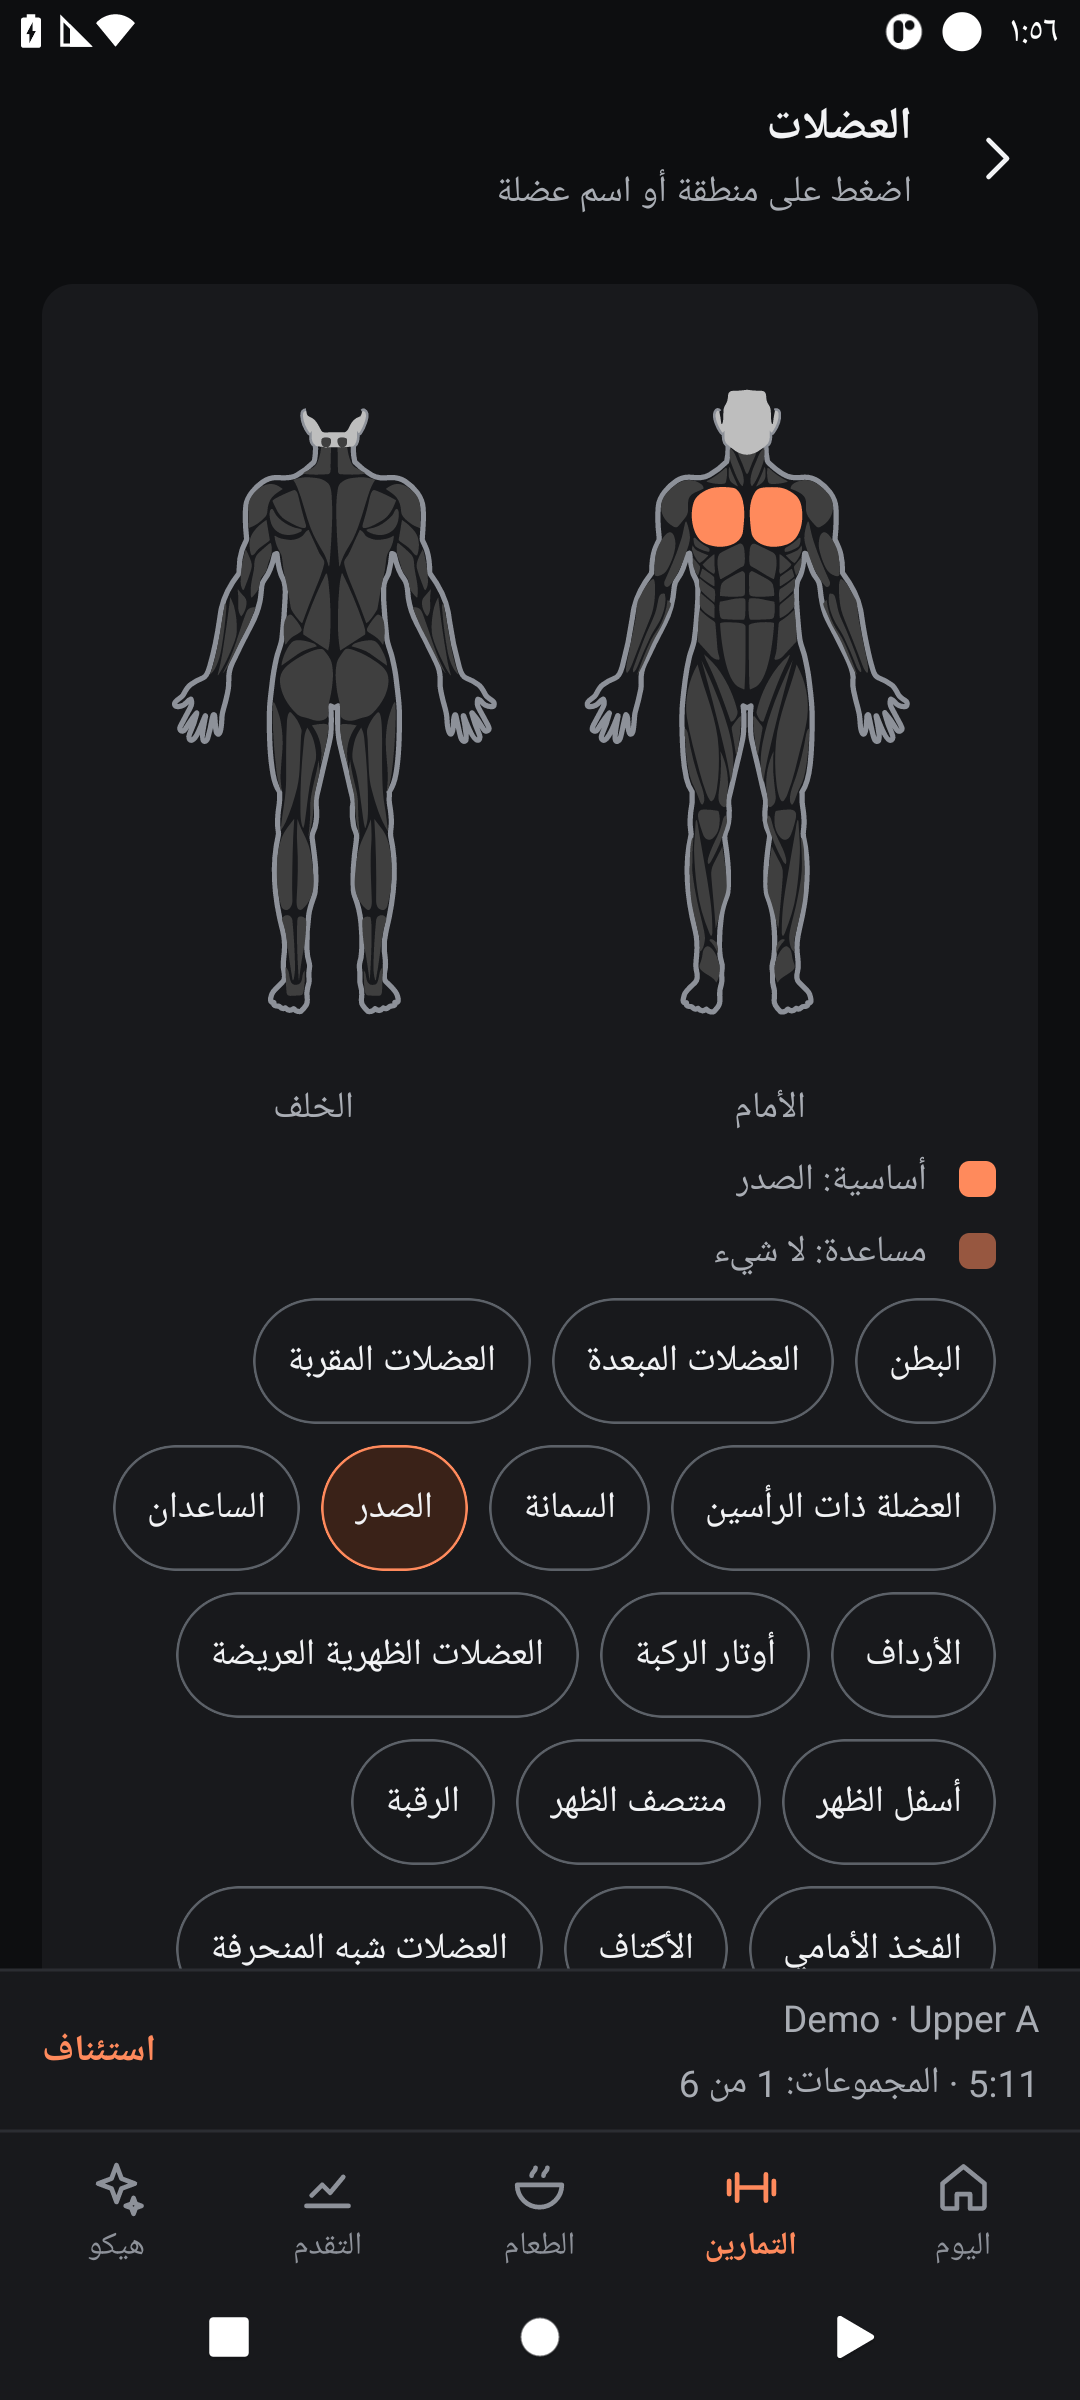 ١:٥٦
العضلات
اضغط على منطقة أو اسم عضلة
الأمام
الخلف
أساسية: الصدر
مساعدة: لا شيء
البطن
العضلات المبعدة
العضلات المقربة
العضلة ذات الرأسين
السمانة
الصدر
الساعدان
الأرداف
أوتار الركبة
العضلات الظهرية العريضة
أسفل الظهر
منتصف الظهر
الرقبة
الفخذ الأمامي
الأكتاف
العضلات شبه المنحرفة
Demo · Upper A
5:11 · المجموعات: 1 من 6
استئناف
اليوم
التمارين
الطعام
التقدم
هيكو